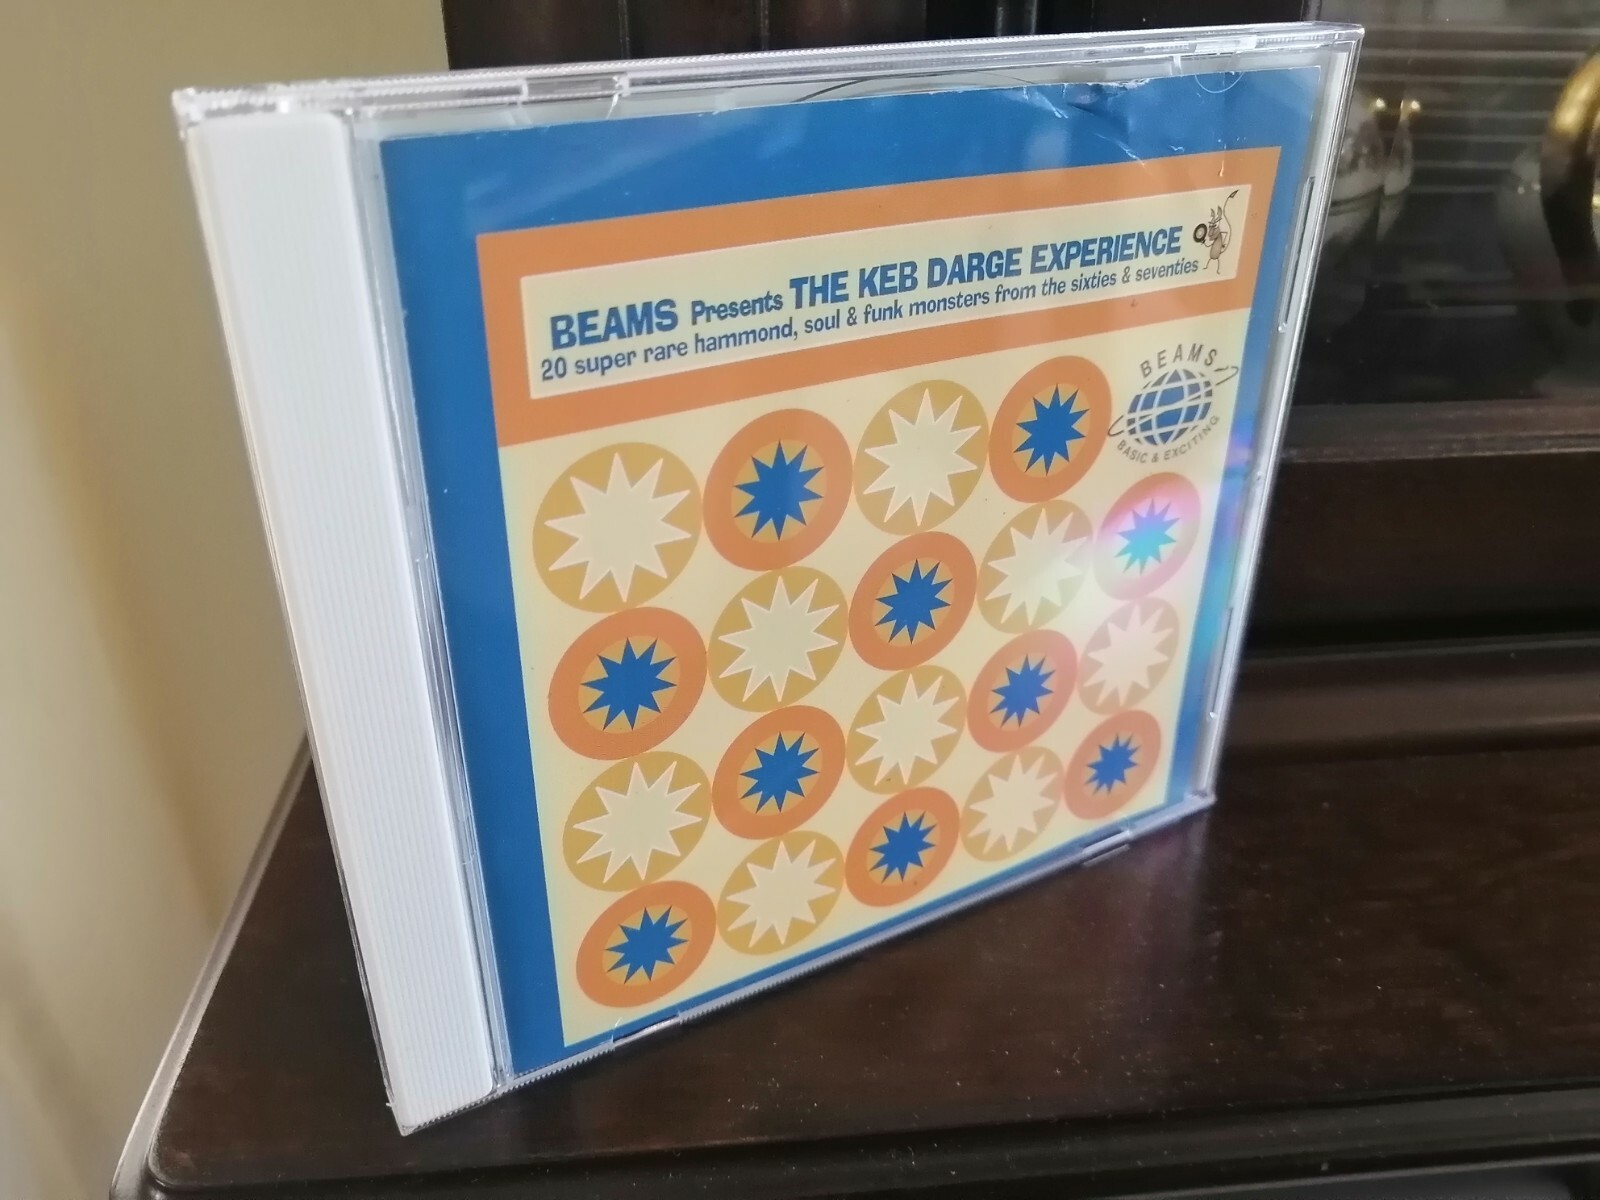 BEAMS Presents THE KEB DARGE EXPERIENCE
20 super rare hammond, soul & funk monsters from the sixties & seventies
BEAMS
BASIC & EXCITING